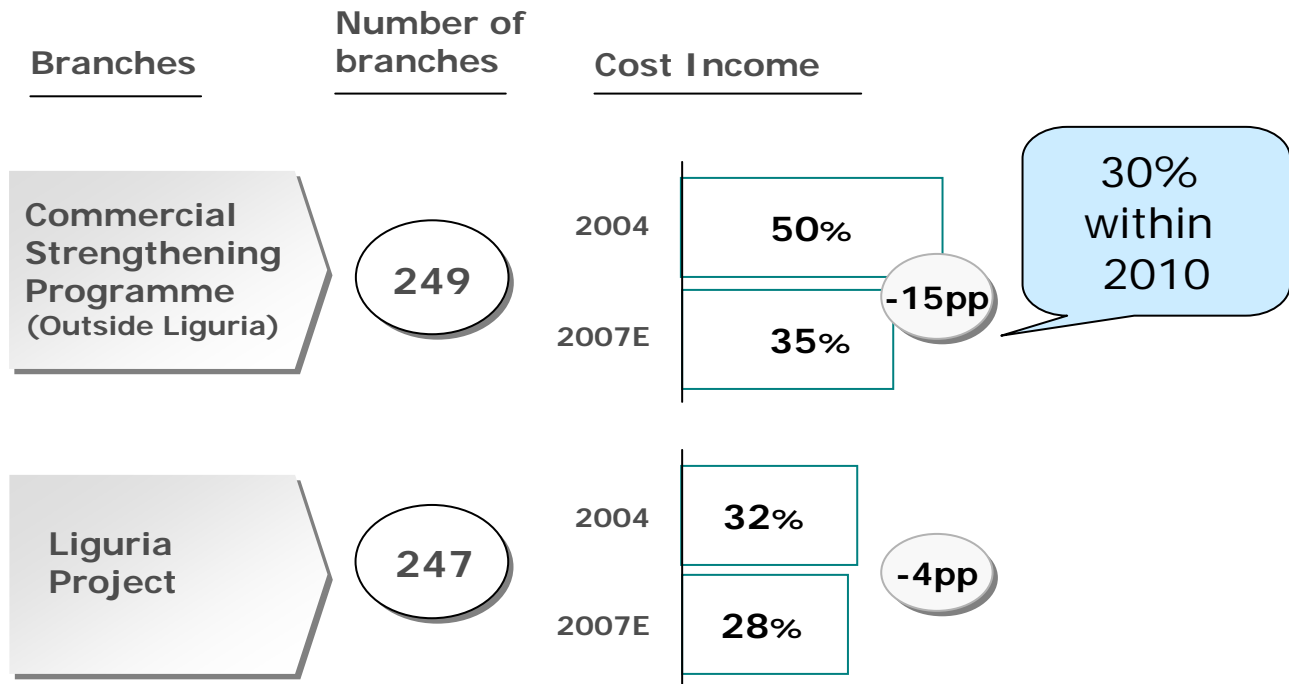 Branches
Number of
branches
Cost Income
Commercial
Strengthening
Programme
(Outside Liguria)
249
2004
50%
2007E
35%
-15pp
30%
within
2010
Liguria
Project
247
2004
32%
2007E
28%
-4pp